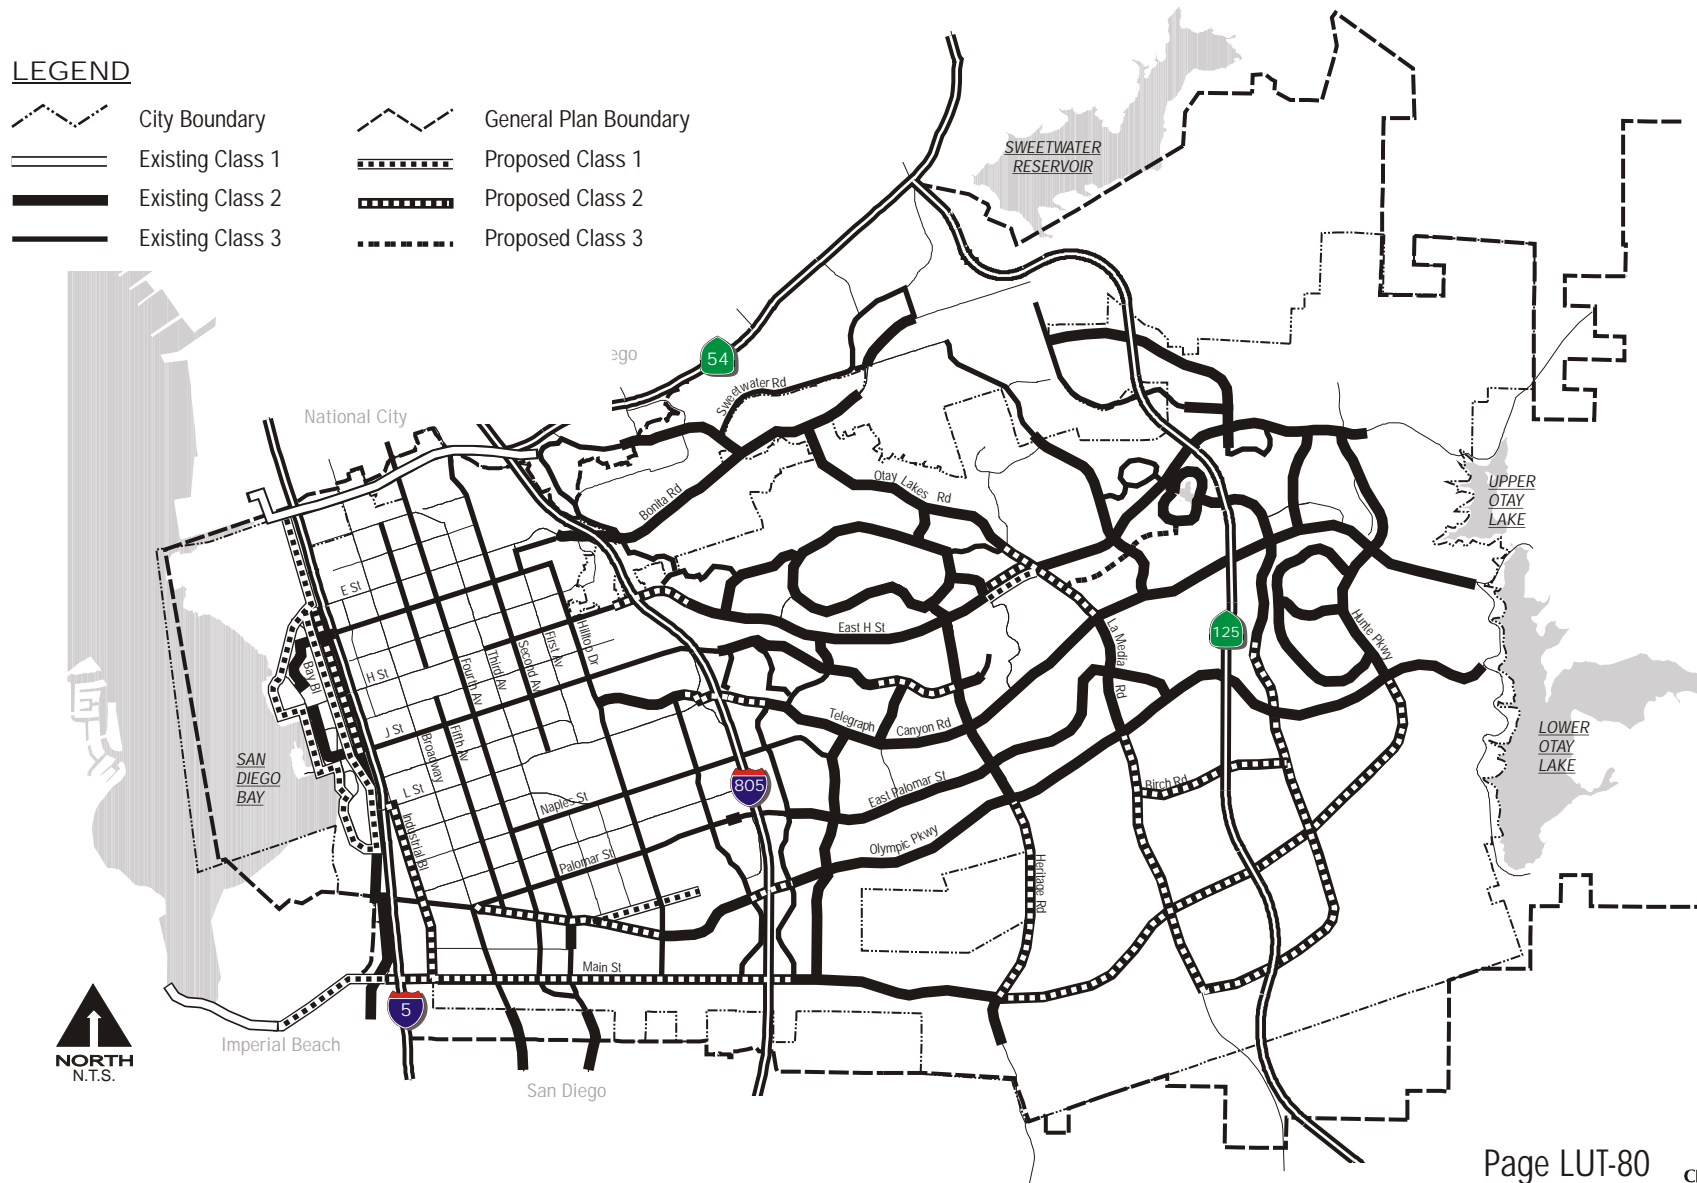 LEGEND
City Boundary
General Plan Boundary
Existing Class 1
Proposed Class 1
Existing Class 2
Proposed Class 2
Existing Class 3
Proposed Class 3
SWEETWATER
RESERVOIR
54
ego
Sweetwater Rd
National City
Otay Lakes Rd
Bonita Rd
UPPER
OTAY
LAKE
E St
East H St
125
Hunte Pkwy
La Media Rd
Hilltop Dr
First Av
Second Av
Third Av
Fourth Av
Bay Bl
H St
J St
Telegraph Canyon Rd
Fifth Av
Broadway
SAN
DIEGO
BAY
LOWER
OTAY
LAKE
L St
805
East Palomar St
Birch Rd
Naples St
Industrial Bl
Olympic Pkwy
Palomar St
Heritage Rd
Main St
5
NORTH
N.T.S.
Imperial Beach
San Diego
Page LUT-80